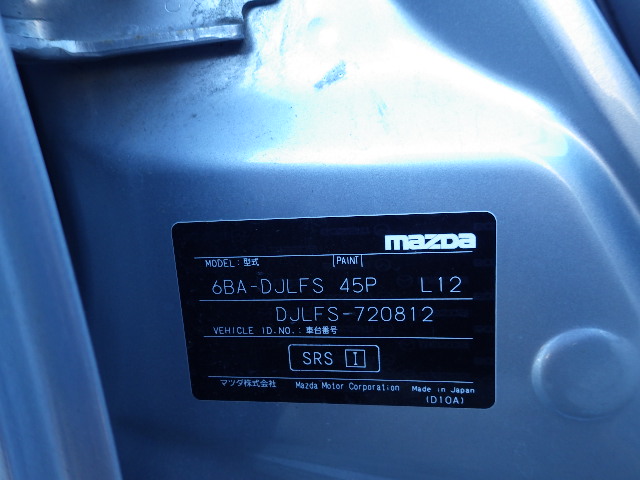 mazda
MODEL: 型式 PAINT
6BA-DJLFS 45P L12
DJLFS-720812
VEHICLE ID.NO.: 車台番号
SRS I
マツダ株式会社 Mazda Motor Corporation Made in Japan
(D10A)